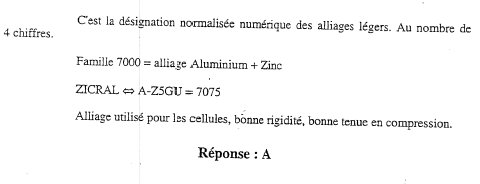 C'est la désignation normalisée numérique des alliages légers. Au nombre de
4 chiffres.
Famille 7000 = alliage Aluminium + Zinc
ZICRAL ⇔ A-Z5GU = 7075
Alliage utilisé pour les cellules, bonne rigidité, bonne tenue en compression.
Réponse : A